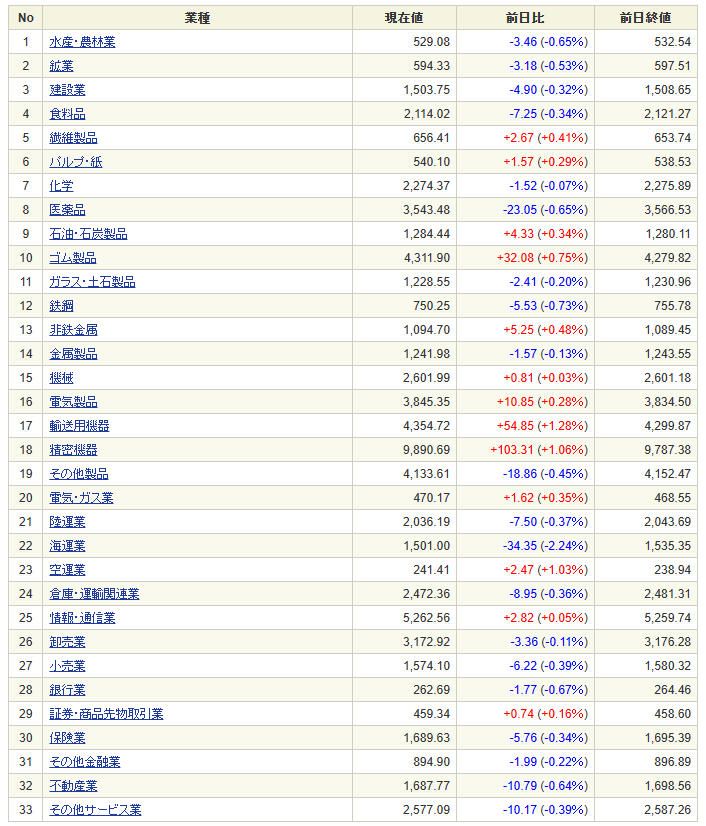 No 業種 現在値 前日比 前日終値
1 水産・農林業 529.08 -3.46 (-0.65%) 532.54
2 鉱業 594.33 -3.18 (-0.53%) 597.51
3 建設業 1,503.75 -4.90 (-0.32%) 1,508.65
4 食料品 2,114.02 -7.25 (-0.34%) 2,121.27
5 繊維製品 656.41 +2.67 (+0.41%) 653.74
6 パルプ・紙 540.10 +1.57 (+0.29%) 538.53
7 化学 2,274.37 -1.52 (-0.07%) 2,275.89
8 医薬品 3,543.48 -23.05 (-0.65%) 3,566.53
9 石油・石炭製品 1,284.44 +4.33 (+0.34%) 1,280.11
10 ゴム製品 4,311.90 +32.08 (+0.75%) 4,279.82
11 ガラス・土石製品 1,228.55 -2.41 (-0.20%) 1,230.96
12 鉄鋼 750.25 -5.53 (-0.73%) 755.78
13 非鉄金属 1,094.70 +5.25 (+0.48%) 1,089.45
14 金属製品 1,241.98 -1.57 (-0.13%) 1,243.55
15 機械 2,601.99 +0.81 (+0.03%) 2,601.18
16 電気製品 3,845.35 +10.85 (+0.28%) 3,834.50
17 輸送用機器 4,354.72 +54.85 (+1.28%) 4,299.87
18 精密機器 9,890.69 +103.31 (+1.06%) 9,787.38
19 その他製品 4,133.61 -18.86 (-0.45%) 4,152.47
20 電気・ガス業 470.17 +1.62 (+0.35%) 468.55
21 陸運業 2,036.19 -7.50 (-0.37%) 2,043.69
22 海運業 1,501.00 -34.35 (-2.24%) 1,535.35
23 空運業 241.41 +2.47 (+1.03%) 238.94
24 倉庫・運輸関連業 2,472.36 -8.95 (-0.36%) 2,481.31
25 情報・通信業 5,262.56 +2.82 (+0.05%) 5,259.74
26 卸売業 3,172.92 -3.36 (-0.11%) 3,176.28
27 小売業 1,574.10 -6.22 (-0.39%) 1,580.32
28 銀行業 262.69 -1.77 (-0.67%) 264.46
29 証券・商品先物取引業 459.34 +0.74 (+0.16%) 458.60
30 保険業 1,689.63 -5.76 (-0.34%) 1,695.39
31 その他金融業 894.90 -1.99 (-0.22%) 896.89
32 不動産業 1,687.77 -10.79 (-0.64%) 1,698.56
33 その他サービス業 2,577.09 -10.17 (-0.39%) 2,587.26